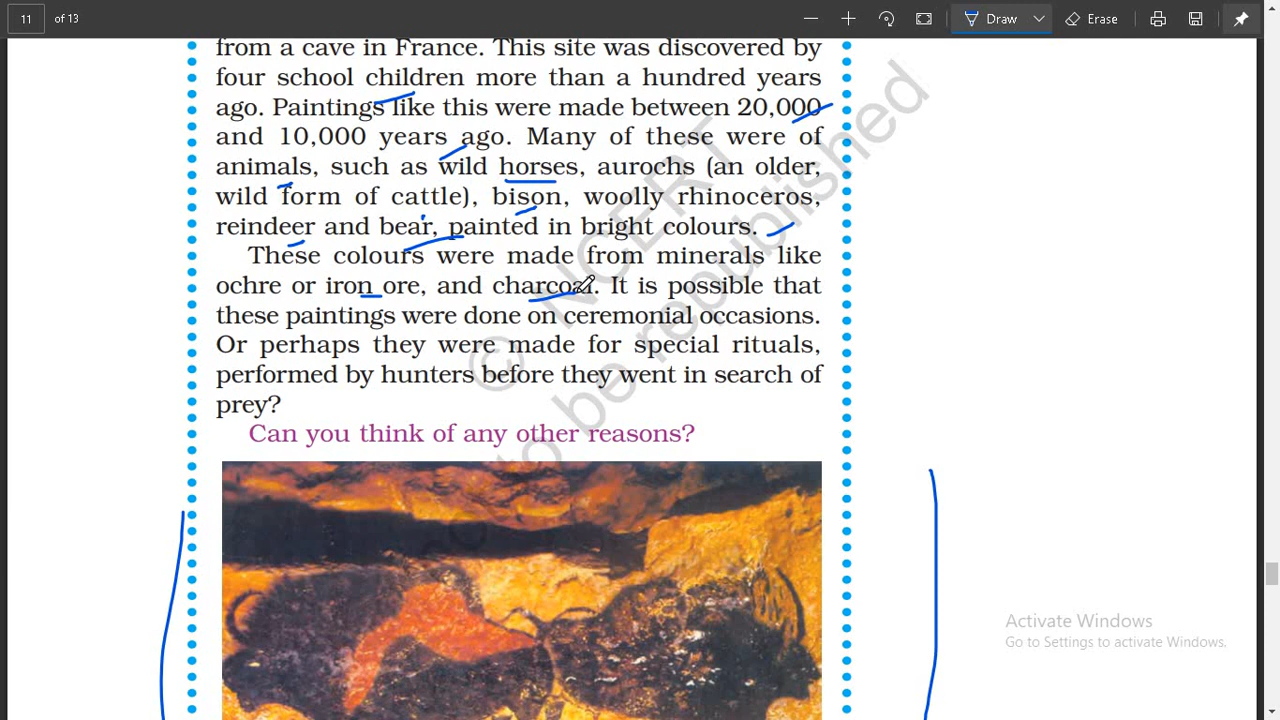 11 of 13 Draw Erase
from a cave in France. This site was discovered by
four school children more than a hundred years
ago. Paintings like this were made between 20,000
and 10,000 years ago. Many of these were of
animals, such as wild horses, aurochs (an older,
wild form of cattle), bison, woolly rhinoceros,
reindeer and bear, painted in bright colours.
These colours were made from minerals like
ochre or iron ore, and charcoal. It is possible that
these paintings were done on ceremonial occasions.
Or perhaps they were made for special rituals,
performed by hunters before they went in search of
prey?
Can you think of any other reasons?
© NCERT
to be republished
Activate Windows
Go to Settings to activate Windows.